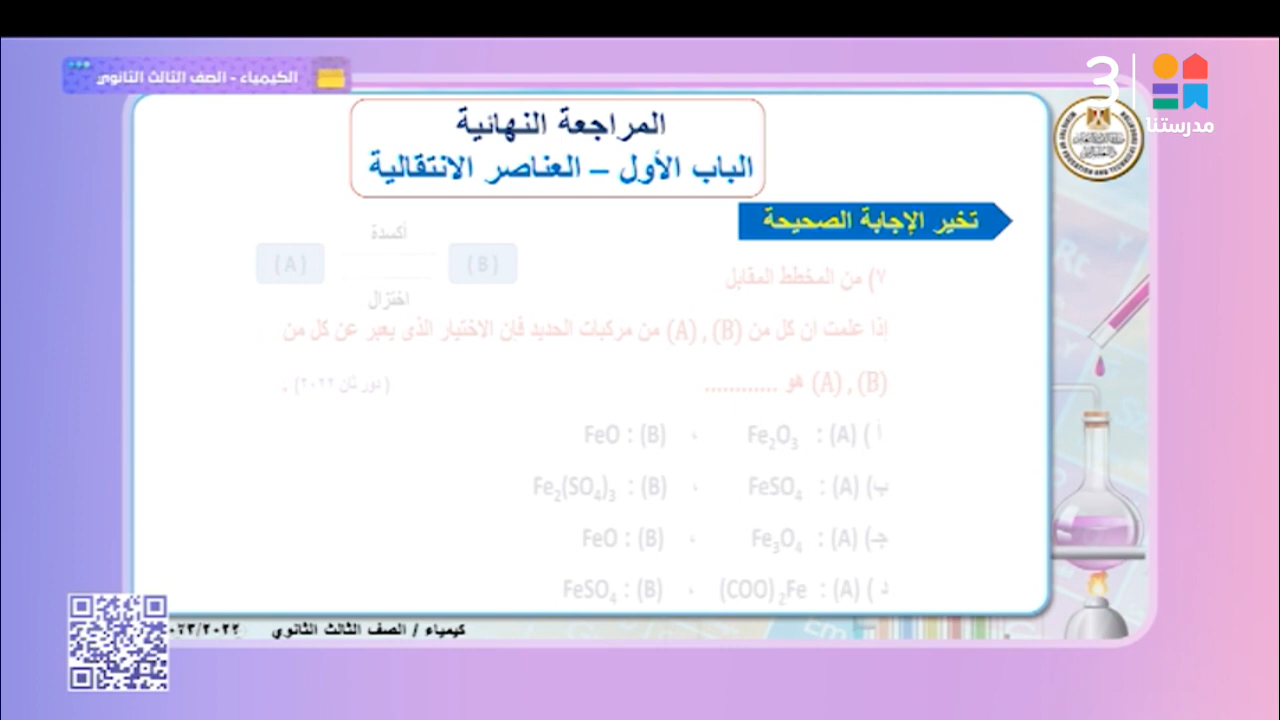 الكيمياء - الصف الثالث الثانوي
3
مدرستنا
المراجعة النهائية
الباب الأول – العناصر الانتقالية
تخير الإجابة الصحيحة
أكسدة
(A) (B)
اختزال
٧) من المخطط المقابل
إذا علمت ان كل من (A) , (B) من مركبات الحديد فإن الاختيار الذى يعبر عن كل من
(A) , (B) هو ............ (دور ثان ٢٠٢٢) .
أ ) (A) : Fe₂O₃ ، (B) : FeO
ب) (A) : FeSO₄ ، (B) : Fe₂(SO₄)₃
جـ) (A) : Fe₃O₄ ، (B) : FeO
د ) (A) : (COO)₂Fe ، (B) : FeSO₄
كيمياء / الصف الثالث الثانوي